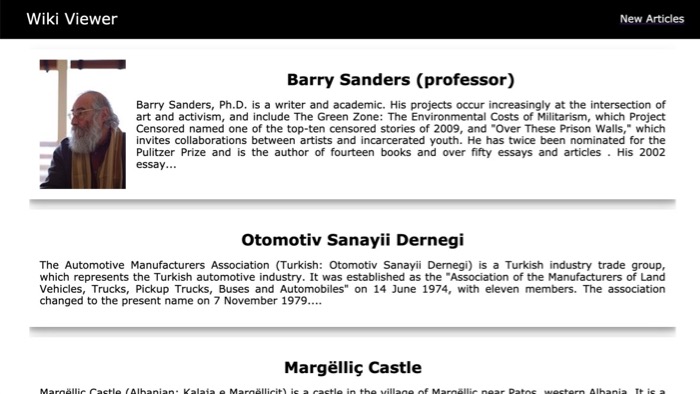 Wiki Viewer
New Articles
Barry Sanders (professor)
Barry Sanders, Ph.D. is a writer and academic. His projects occur increasingly at the intersection of
art and activism, and include The Green Zone: The Environmental Costs of Militarism, which Project
Censored named one of the top-ten censored stories of 2009, and "Over These Prison Walls," which
invites collaborations between artists and incarcerated youth. He has twice been nominated for the
Pulitzer Prize and is the author of fourteen books and over fifty essays and articles . His 2002
essay...
Otomotiv Sanayii Dernegi
The Automotive Manufacturers Association (Turkish: Otomotiv Sanayii Dernegi) is a Turkish industry trade group,
which represents the Turkish automotive industry. It was established as the "Association of the Manufacturers of Land
Vehicles, Trucks, Pickup Trucks, Buses and Automobiles" on 14 June 1974, with eleven members. The association
changed to the present name on 7 November 1979....
Margëlliç Castle
Margëlliç Castle (Albanian: Kalaja e Margëlliçit) is a castle in the village of Margëlliç near Patos, western Albania. It is a